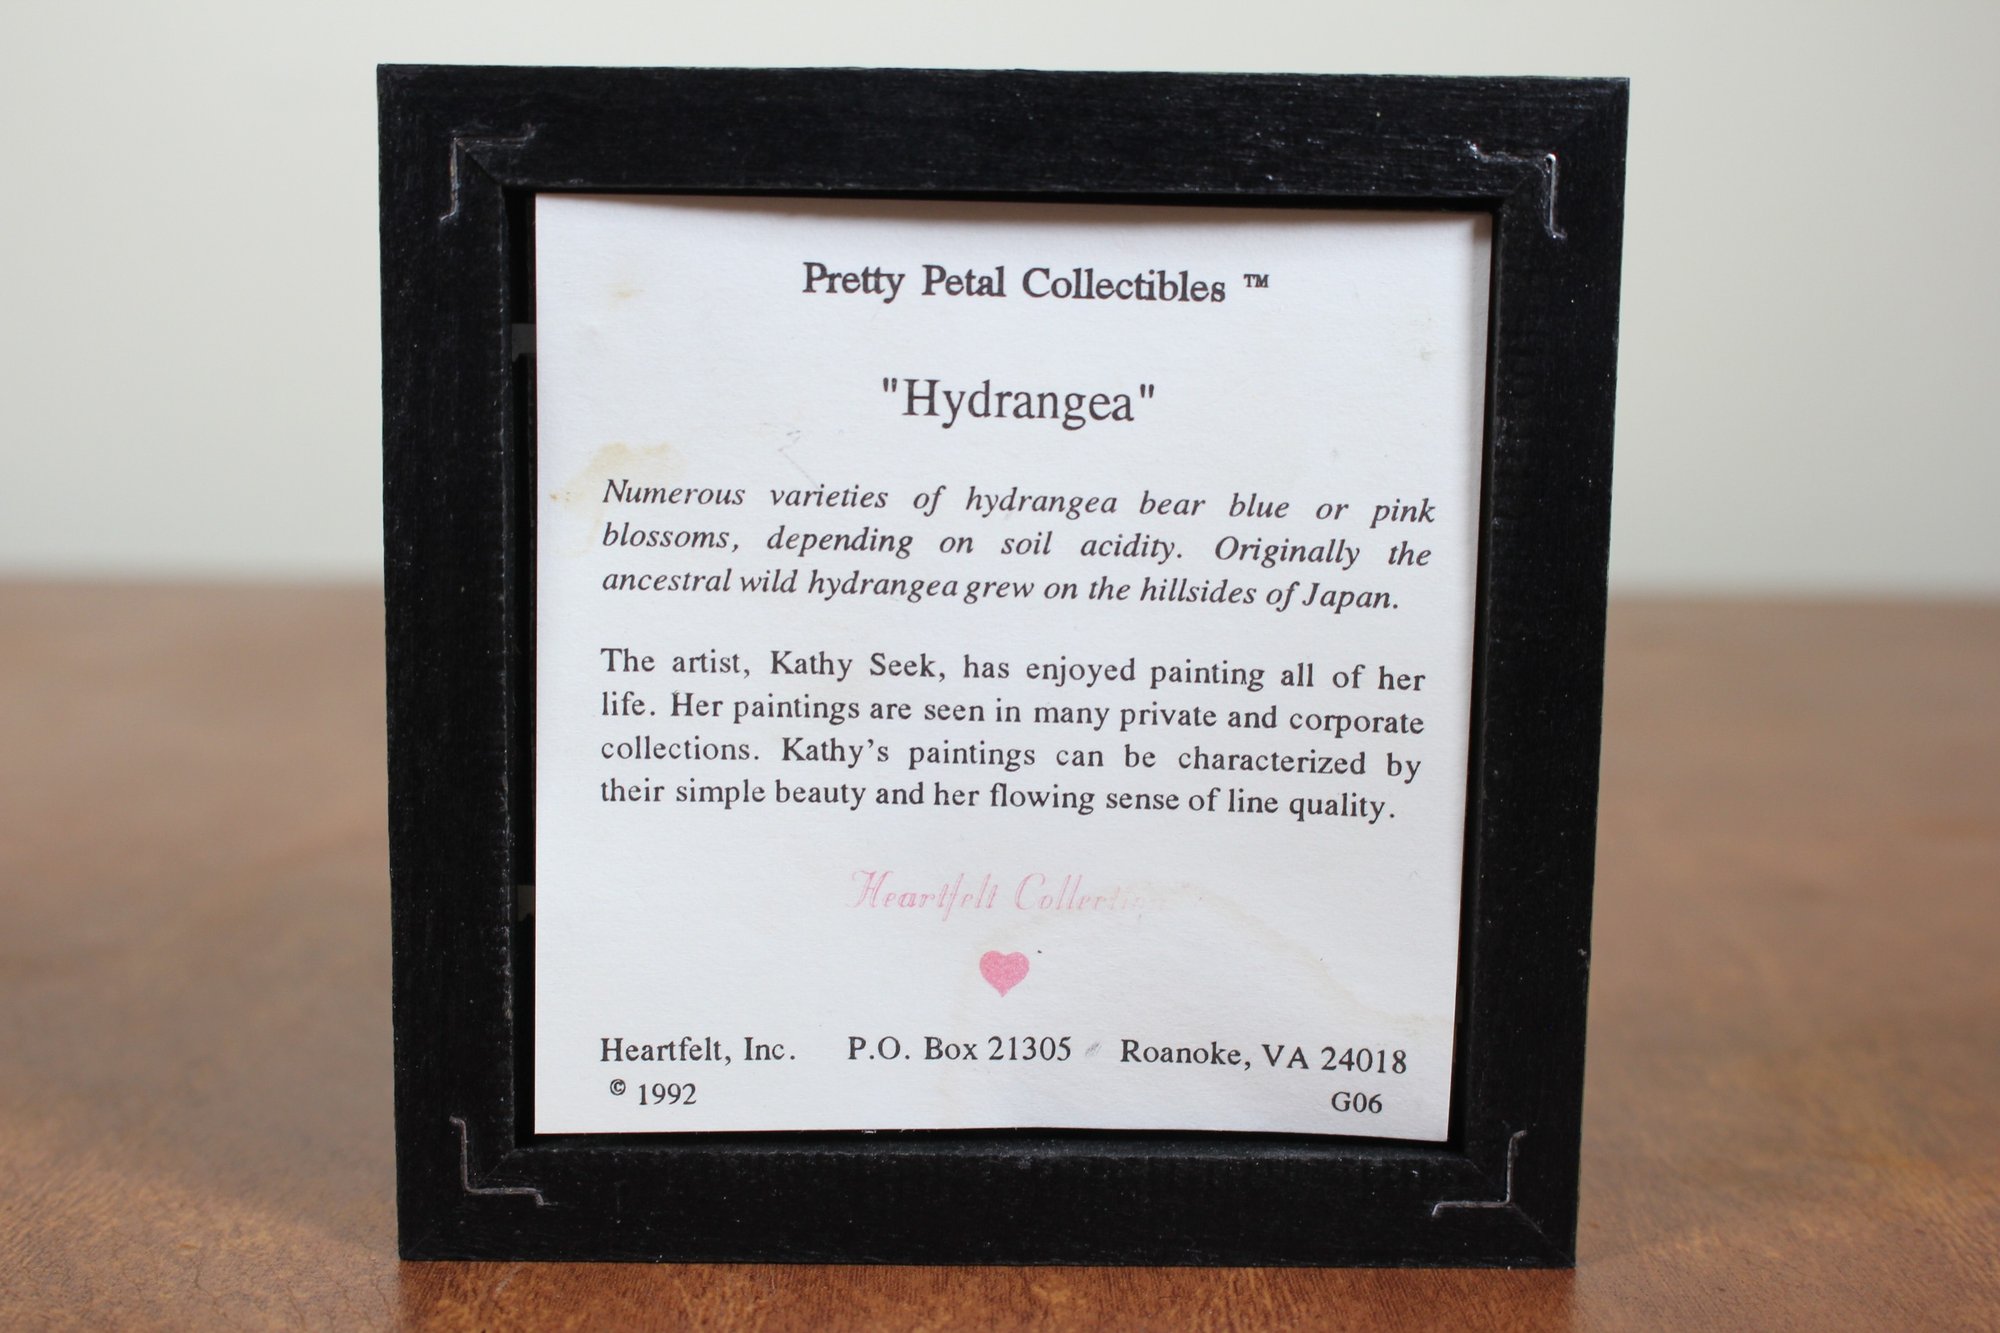 Pretty Petal Collectibles ™
"Hydrangea"
Numerous varieties of hydrangea bear blue or pink
blossoms, depending on soil acidity. Originally the
ancestral wild hydrangea grew on the hillsides of Japan.
The artist, Kathy Seek, has enjoyed painting all of her
life. Her paintings are seen in many private and corporate
collections. Kathy's paintings can be characterized by
their simple beauty and her flowing sense of line quality.
Heartfelt
Heartfelt, Inc. P.O. Box 21305 Roanoke, VA 24018
© 1992 G06